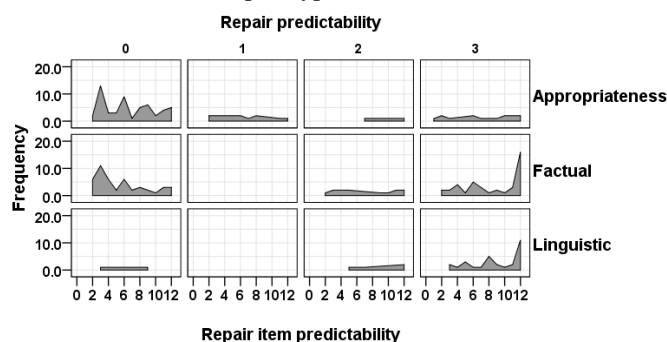 Repair predictability
0 1 2 3
20.0
10.0
0.0
Appropriateness
20.0
10.0
0.0
Factual
20.0
10.0
0.0
Linguistic
Frequency
0 2 4 6 8 1012 0 2 4 6 8 1012 0 2 4 6 8 1012 0 2 4 6 8 1012
Repair item predictability